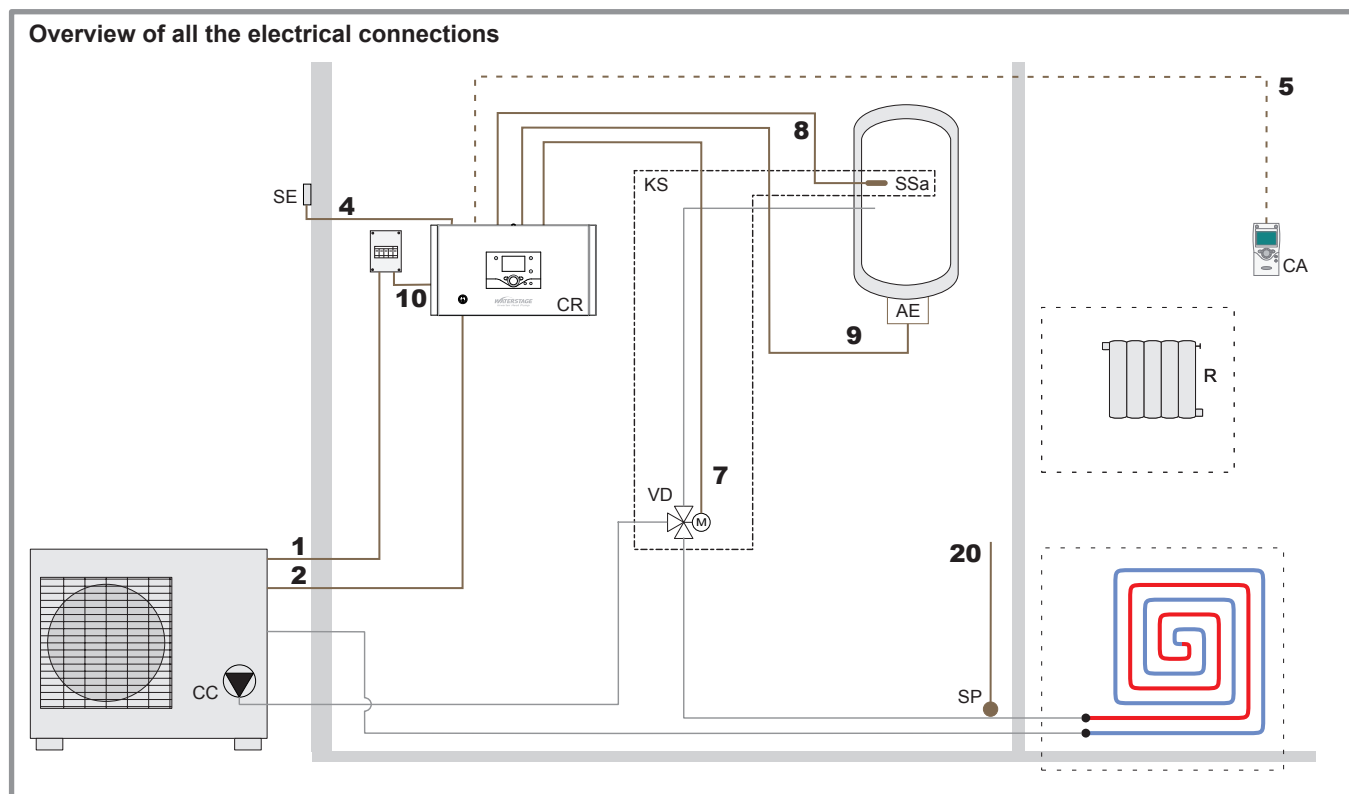 Overview of all the electrical connections
5
8
SE
KS
SSa
4
CA
10
WATERSTAGE
CR
AE
9
R
7
VD
M
1
20
2
CC
SP